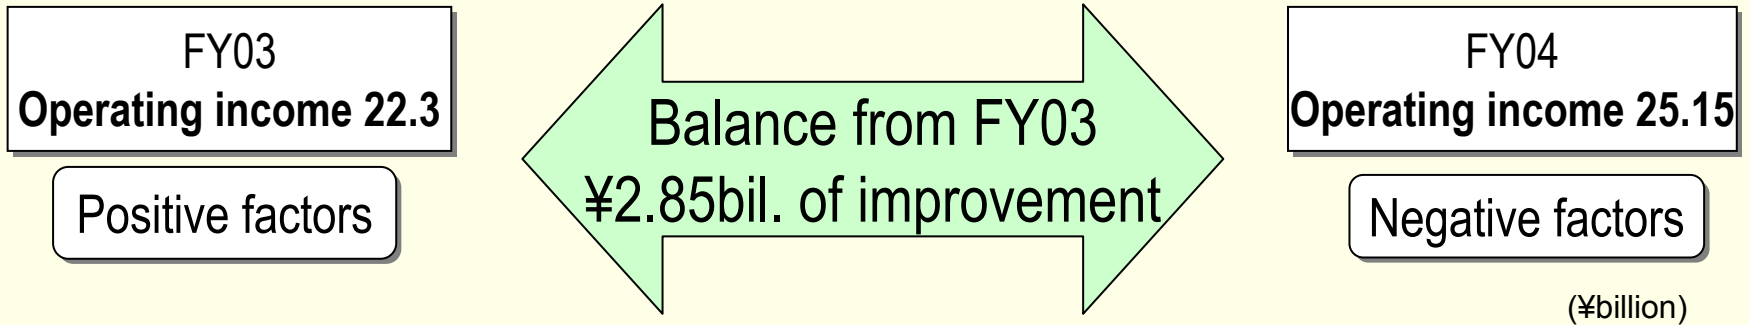 FY03
Operating income 22.3
Positive factors
Balance from FY03
¥2.85bil. of improvement
FY04
Operating income 25.15
Negative factors
(¥billion)